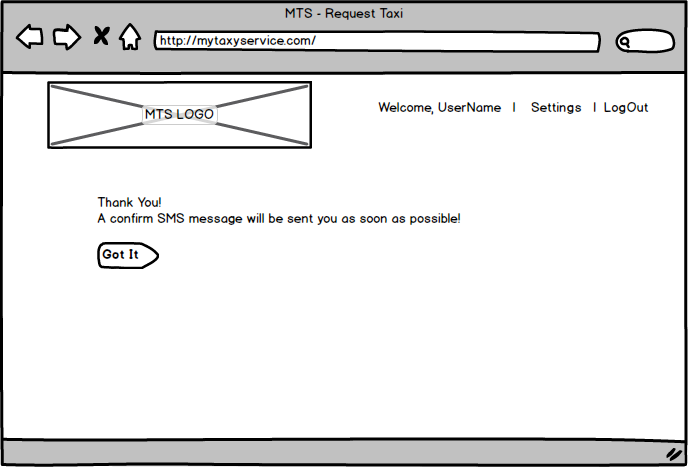 MTS - Request Taxi
http://mytaxyservice.com/
MTS LOGO
Welcome, UserName | Settings | LogOut
Thank You!
A confirm SMS message will be sent you as soon as possible!
Got It